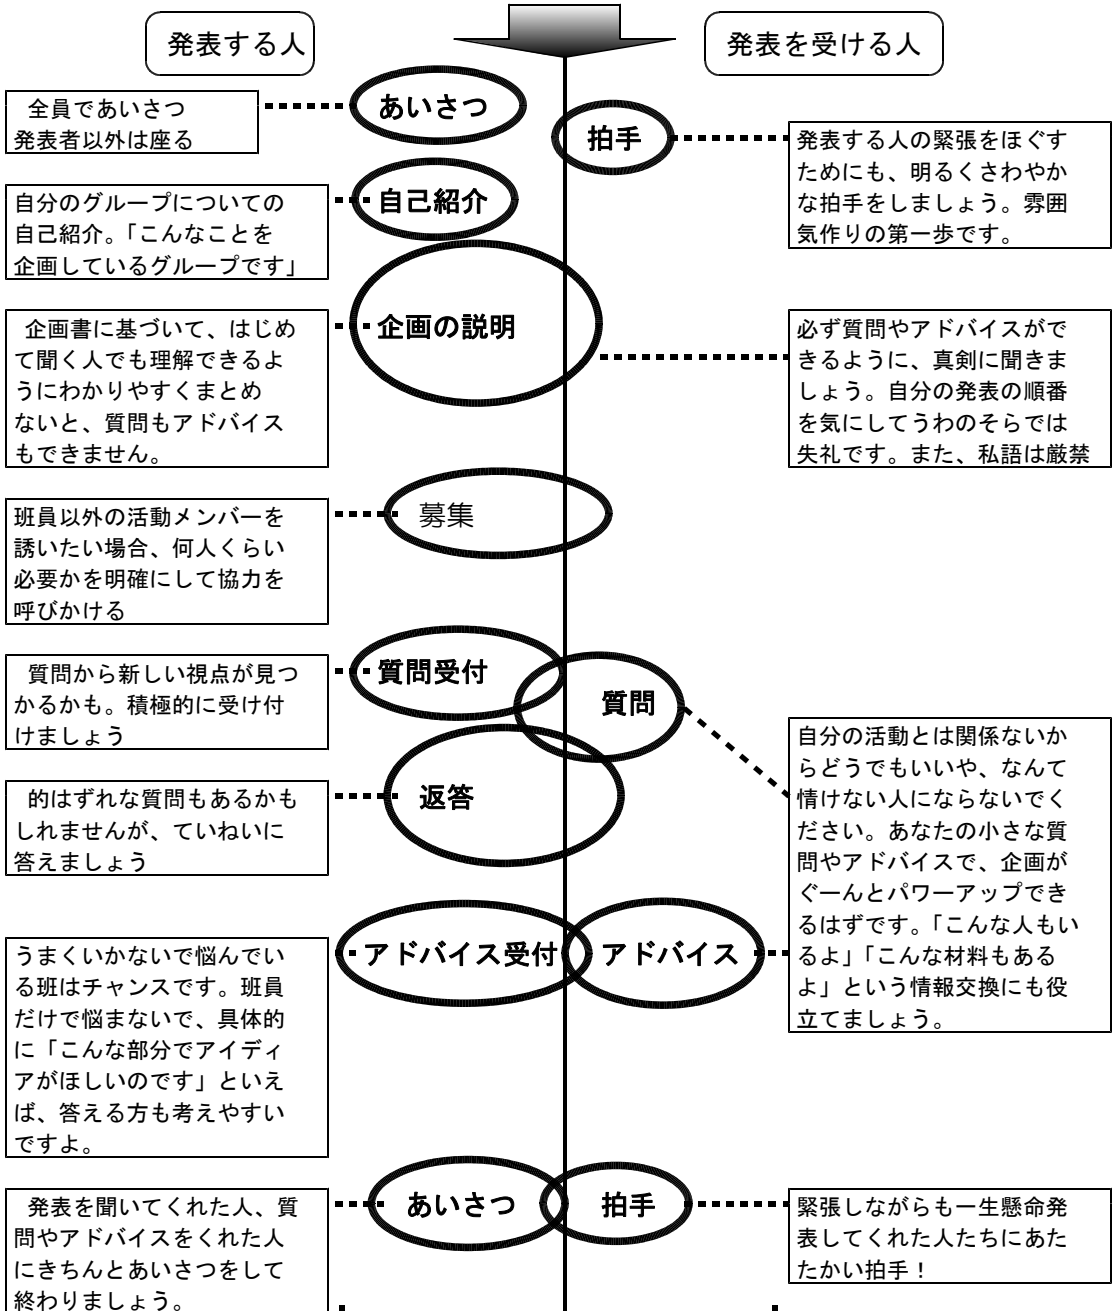 発表する人
発表を受ける人
あいさつ
全員であいさつ
発表者以外は座る
拍手
発表する人の緊張をほぐす
ためにも、明るくさわやか
な拍手をしましょう。雰囲
気作りの第一歩です。
自己紹介
自分のグループについての
自己紹介。「こんなことを
企画しているグループです」
企画の説明
企画書に基づいて、はじめ
て聞く人でも理解できるよ
うにわかりやすくまとめ
ないと、質問もアドバイス
もできません。
必ず質問やアドバイスがで
きるように、真剣に聞きま
しょう。自分の発表の順番
を気にしてうわのそらでは
失礼です。また、私語は厳禁
募集
班員以外の活動メンバーを
誘いたい場合、何人くらい
必要かを明確にして協力を
呼びかける
質問受付
質問から新しい視点が見つ
かるかも。積極的に受け付
けましょう
質問
返答
的はずれな質問もあるかも
しれませんが、ていねいに
答えましょう
自分の活動とは関係ないか
らどうでもいいや、なんて
情けない人にならないでく
ださい。あなたの小さな質
問やアドバイスで、企画が
ぐーんとパワーアップでき
るはずです。「こんな人もい
るよ」「こんな材料もある
よ」という情報交換にも役
立てましょう。
アドバイス受付
アドバイス
うまくいかないで悩んでい
る班はチャンスです。班員
だけで悩まないで、具体的
に「こんな部分でアイディ
アがほしいのです」といえ
ば、答える方も考えやすい
ですよ。
あいさつ
拍手
発表を聞いてくれた人、質
問やアドバイスをくれた人
にきちんとあいさつをして
終わりましょう。
緊張しながらも一生懸命発
表してくれた人たちにあた
たかい拍手！